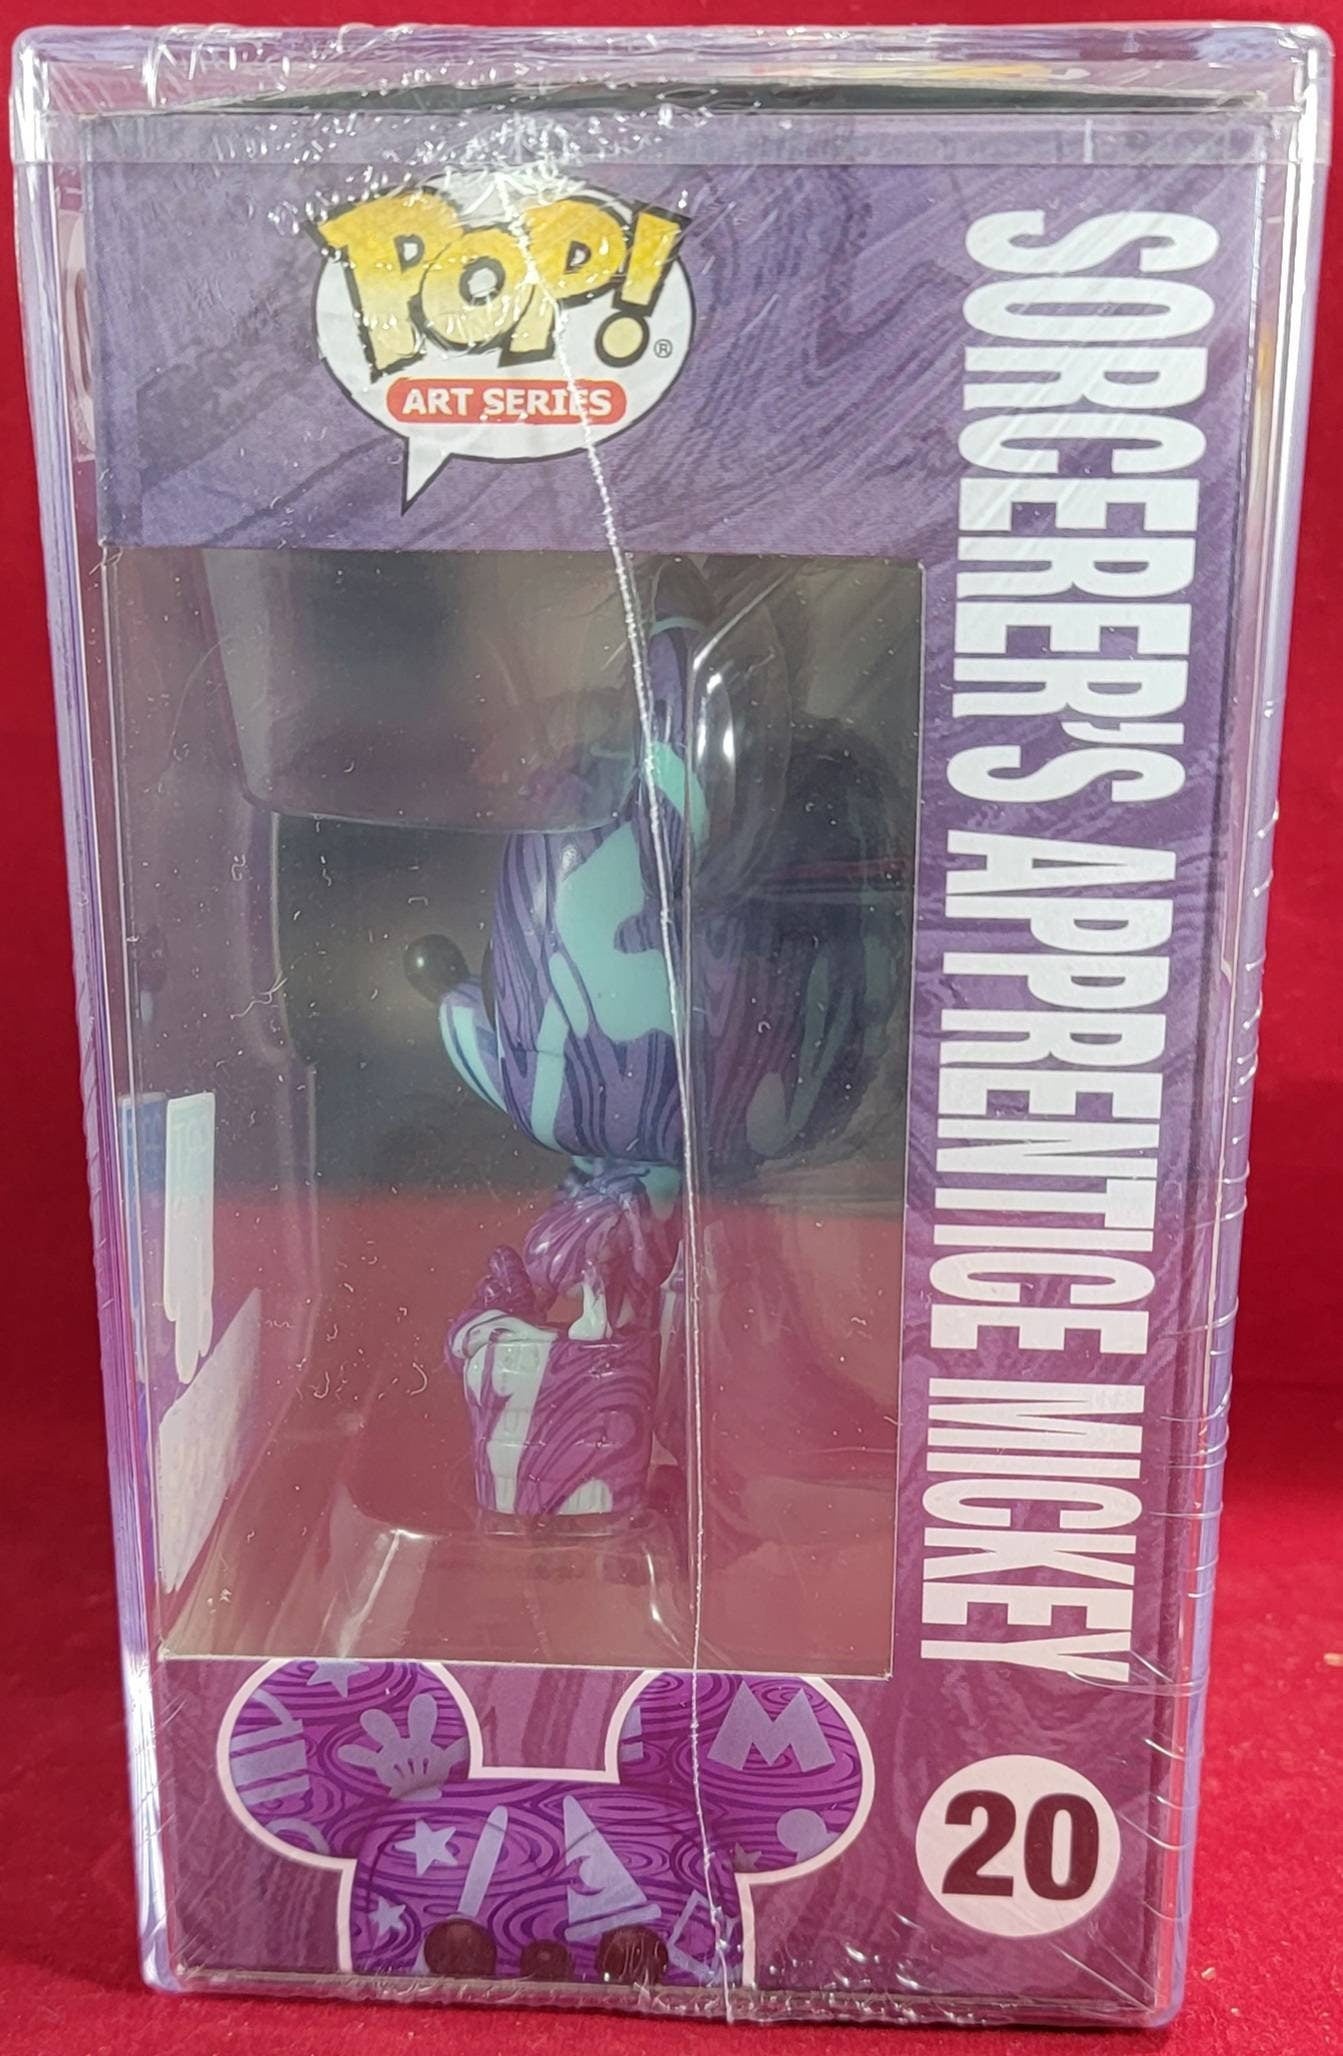 POP!
®
ART SERIES
SORCERER'S APPRENTICE MICKEY
20
M